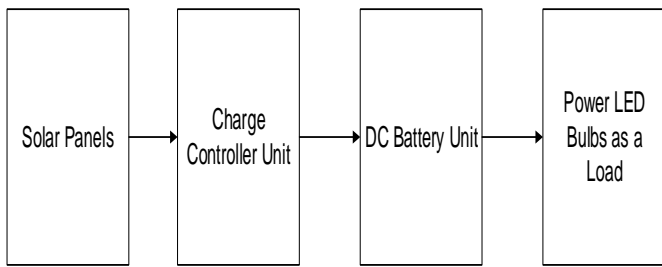 Solar Panels
Charge
Controller Unit
DC Battery Unit
Power LED
Bulbs as a
Load